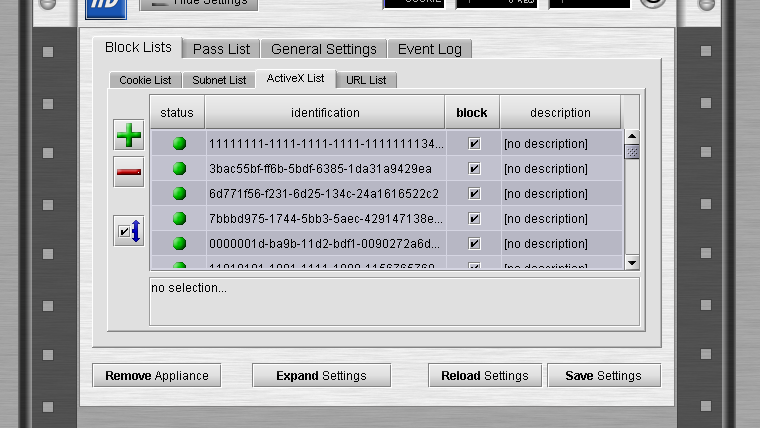 Hide Settings
COOKIE
Block Lists Pass List General Settings Event Log
Cookie List Subnet List ActiveX List URL List
status identification block description
11111111-1111-1111-1111-1111111134... [no description]
3bac55bf-ff6b-5bdf-6385-1da31a9429ea [no description]
6d771f56-f231-6d25-134c-24a1616522c2 [no description]
7bbbd975-1744-5bb3-5aec-429147138e... [no description]
0000001d-ba9b-11d2-bdf1-0090272a6d... [no description]
[no description]
no selection...
Remove Appliance Expand Settings Reload Settings Save Settings